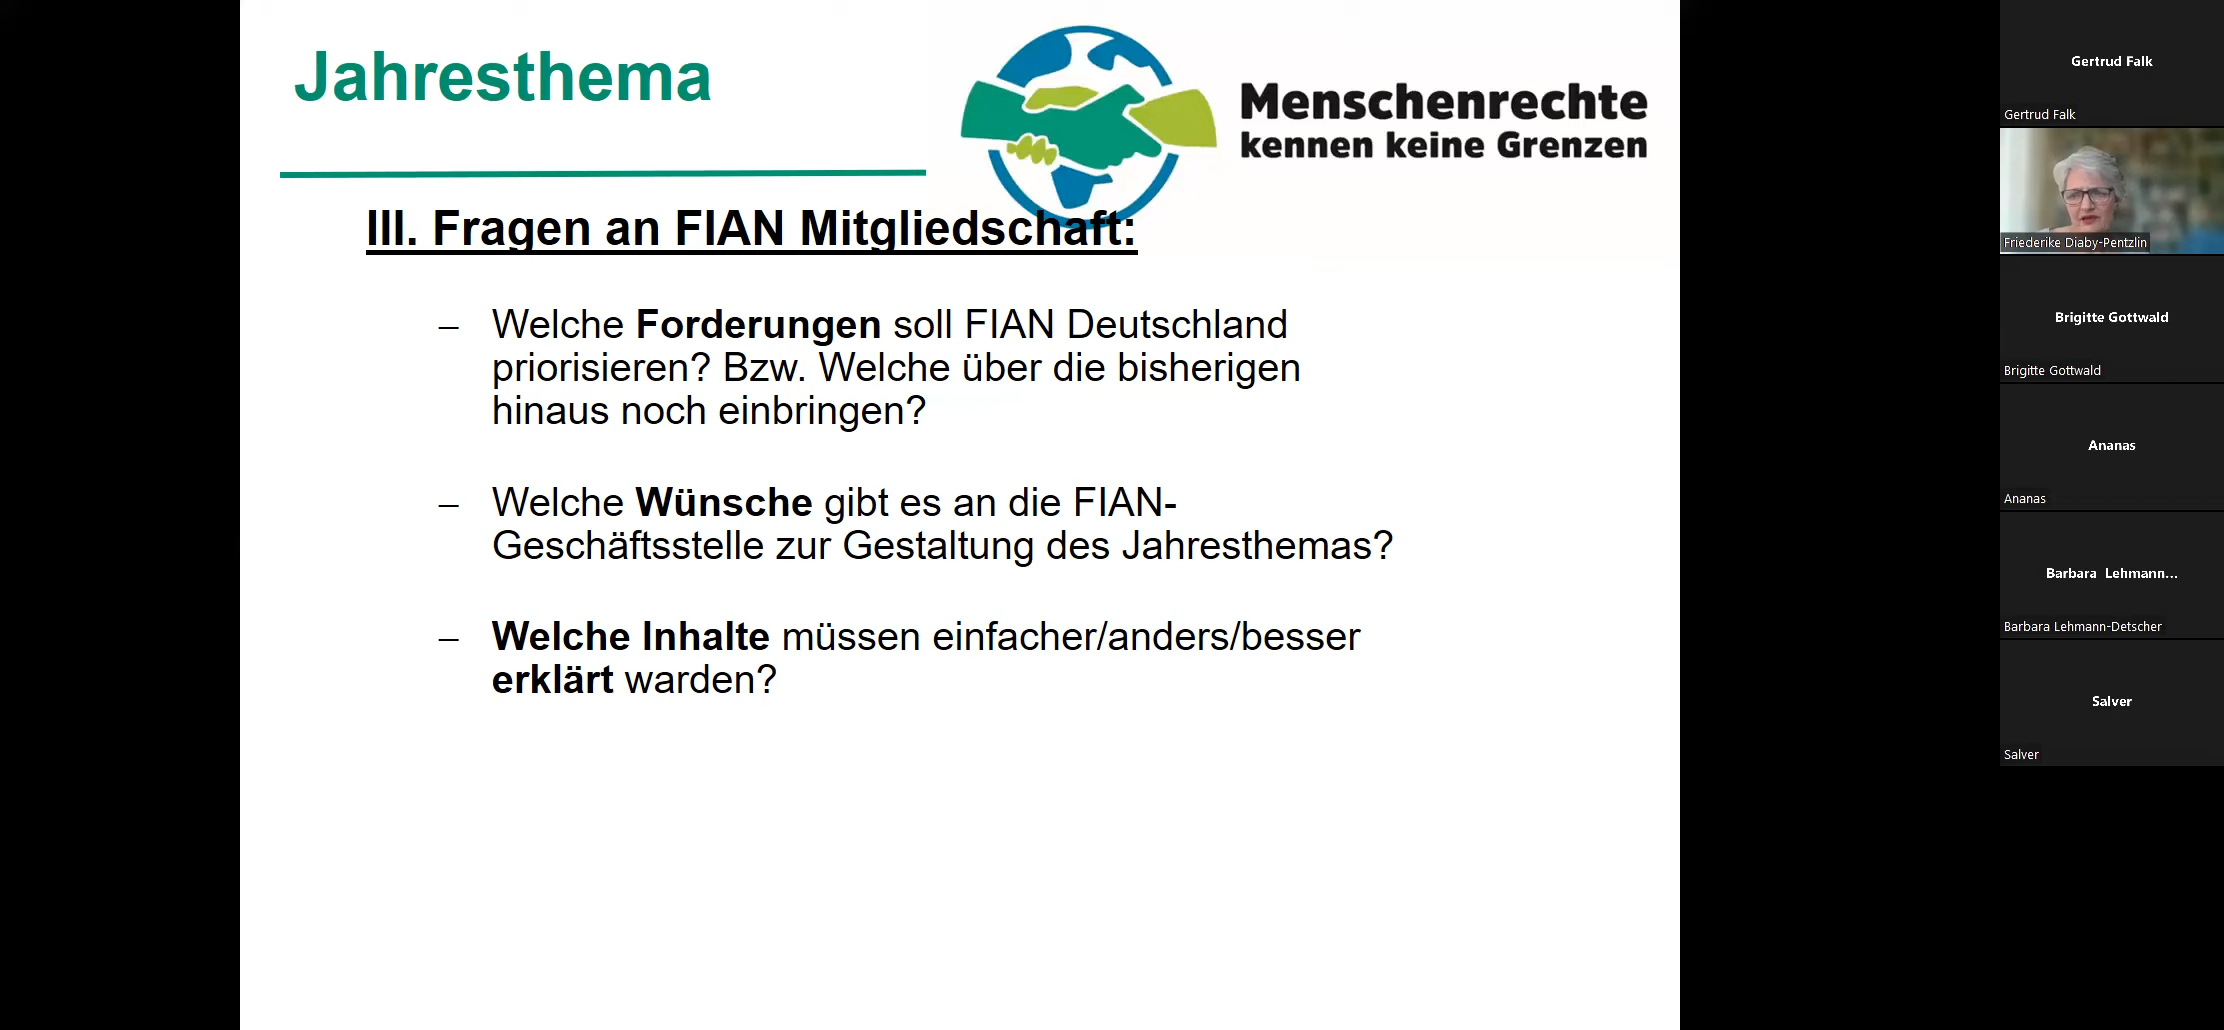 Jahresthema
Menschenrechte
kennen keine Grenzen
III. Fragen an FIAN Mitgliedschaft:
– Welche Forderungen soll FIAN Deutschland
priorisieren? Bzw. Welche über die bisherigen
hinaus noch einbringen?
– Welche Wünsche gibt es an die FIAN-
Geschäftsstelle zur Gestaltung des Jahresthemas?
– Welche Inhalte müssen einfacher/anders/besser
erklärt warden?
Gertrud Falk
Gertrud Falk
Friederike Diaby-Pentzlin
Brigitte Gottwald
Brigitte Gottwald
Ananas
Ananas
Barbara Lehmann...
Barbara Lehmann-Detscher
Salver
Salver